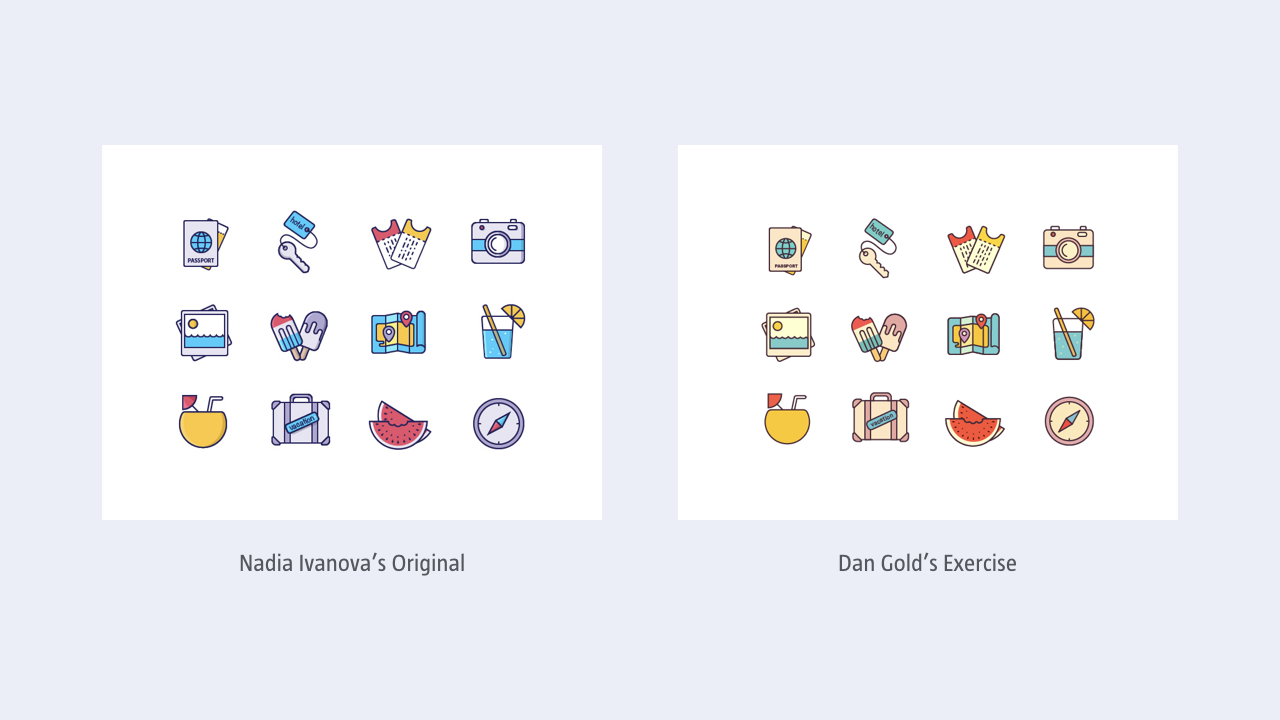 hotel
PASSPORT
vacation
hotel
PASSPORT
vacation
Nadia Ivanova’s Original
Dan Gold’s Exercise